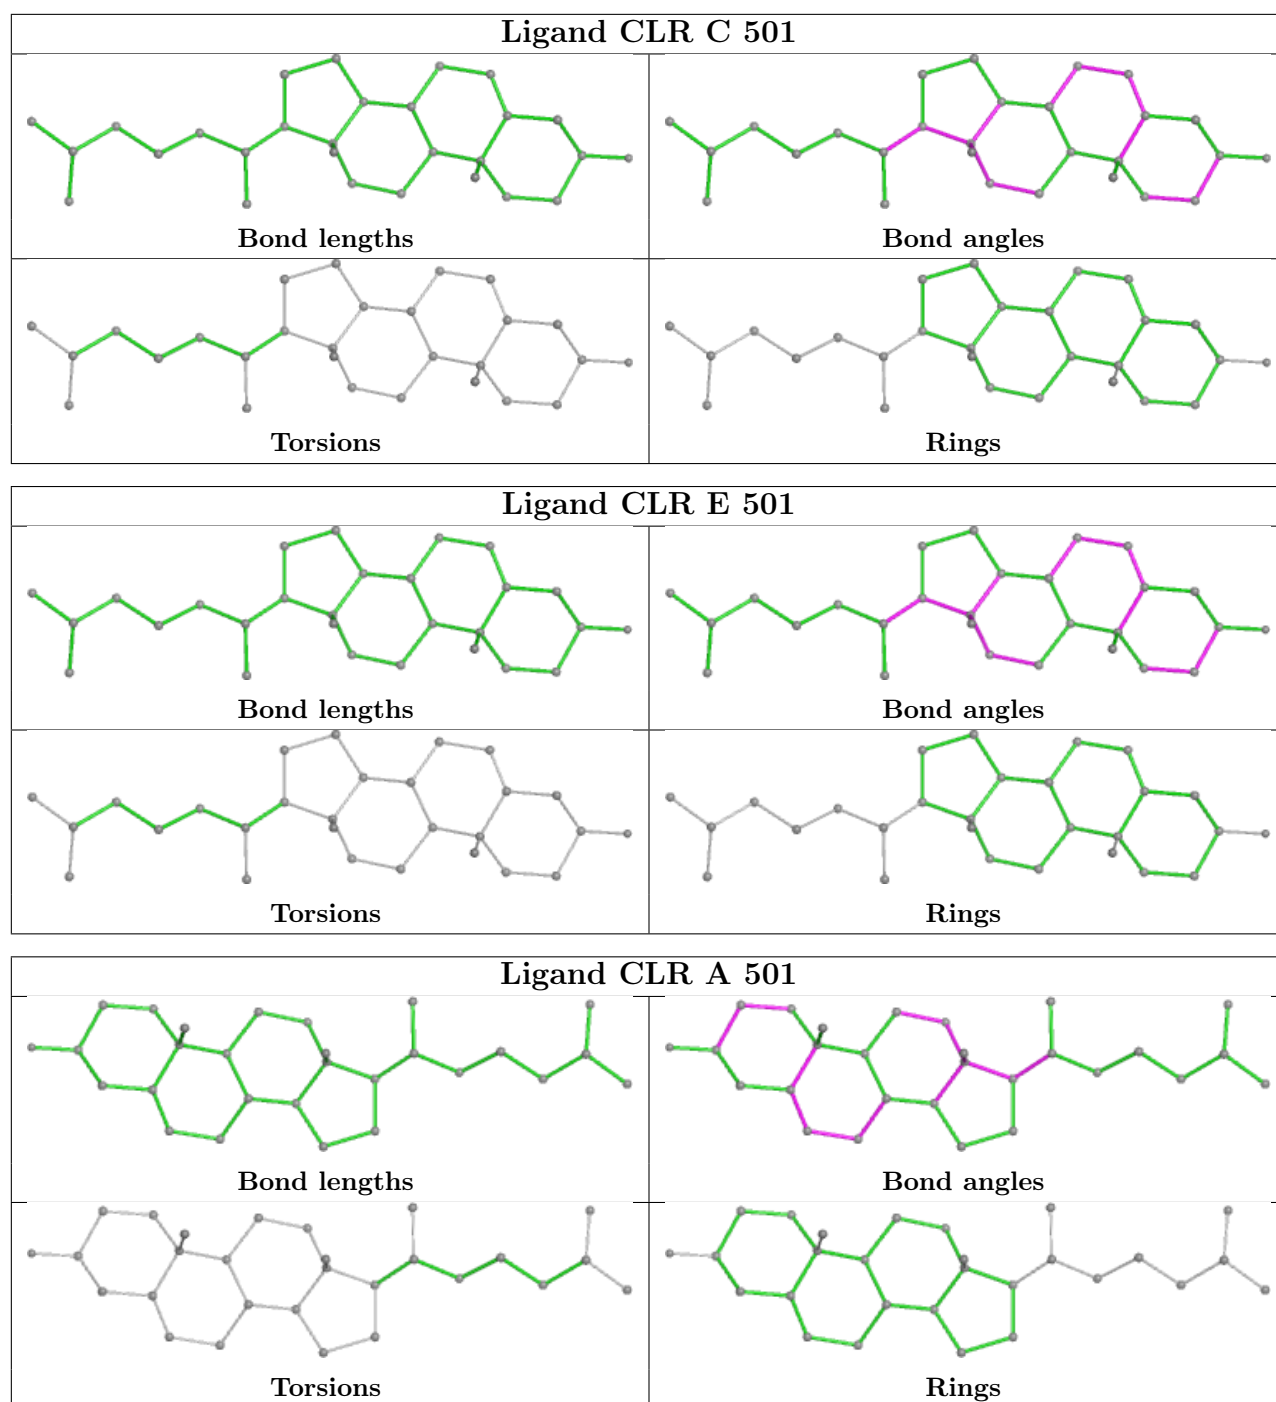 Ligand CLR C 501
Bond lengths
Bond angles
Torsions
Rings
Ligand CLR E 501
Bond lengths
Bond angles
Torsions
Rings
Ligand CLR A 501
Bond lengths
Bond angles
Torsions
Rings